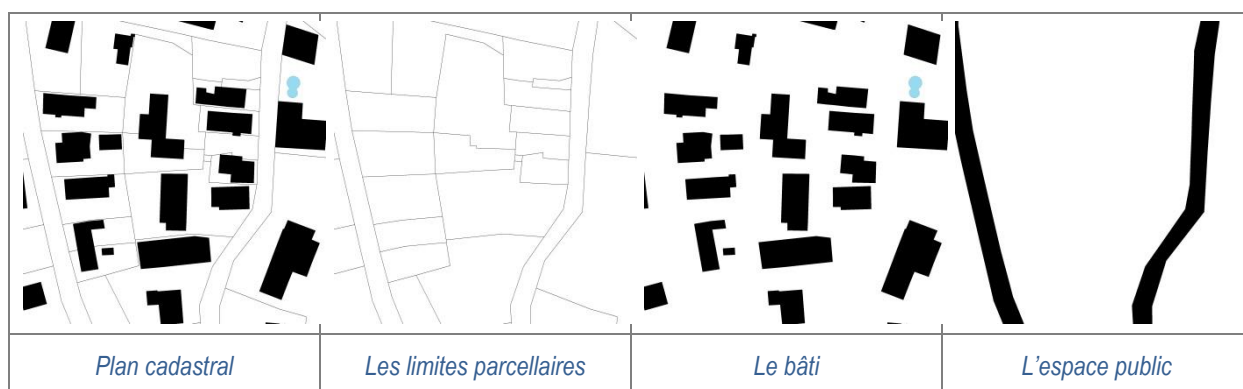 Plan cadastral
Les limites parcellaires
Le bâti
L'espace public